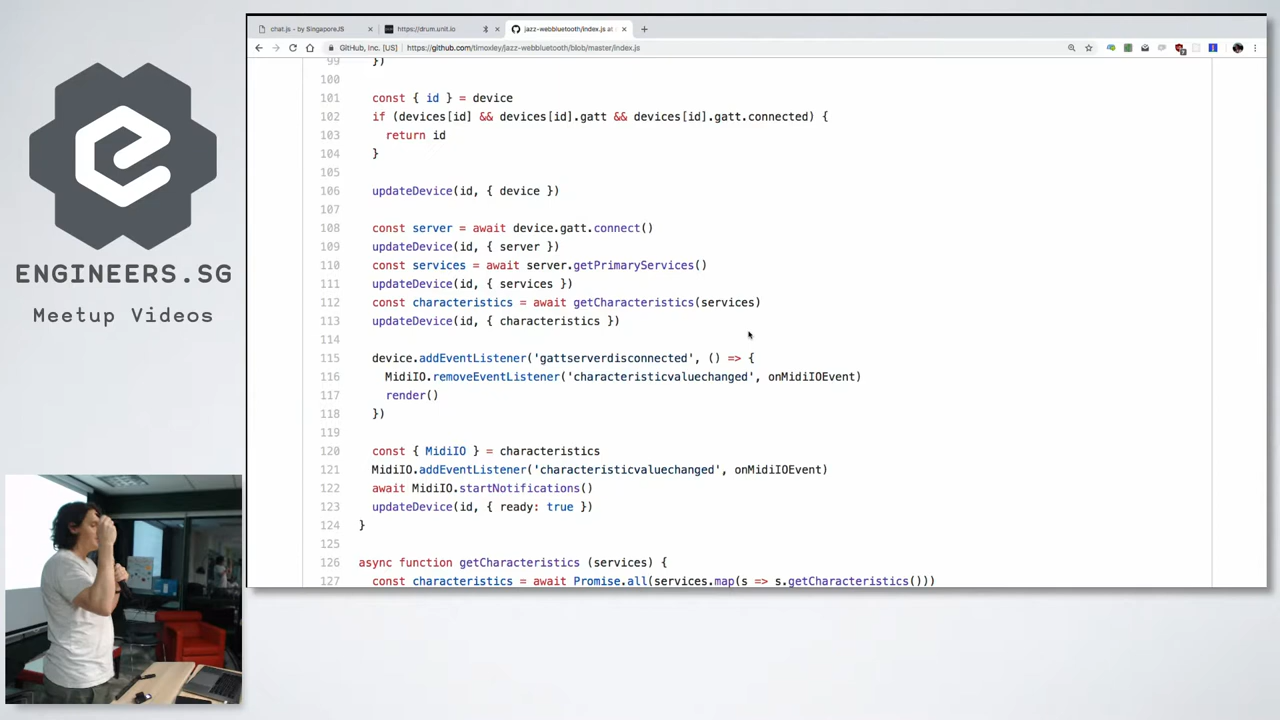 chat.js - by SingaporeJS
https://drum.unit.io
jazz-webbluetooth/index.js at
GitHub, Inc. [US]
https://github.com/timoxley/jazz-webbluetooth/blob/master/index.js
99 })
100
101 const { id } = device
102 if (devices[id] && devices[id].gatt && devices[id].gatt.connected) {
103 return id
104 }
105
106 updateDevice(id, { device })
107
108 const server = await device.gatt.connect()
109 updateDevice(id, { server })
110 const services = await server.getPrimaryServices()
111 updateDevice(id, { services })
112 const characteristics = await getCharacteristics(services)
113 updateDevice(id, { characteristics })
114
115 device.addEventListener('gattserverdisconnected', () => {
116 MidiIO.removeEventListener('characteristicvaluechanged', onMidiIOEvent)
117 render()
118 })
119
120 const { MidiIO } = characteristics
121 MidiIO.addEventListener('characteristicvaluechanged', onMidiIOEvent)
122 await MidiIO.startNotifications()
123 updateDevice(id, { ready: true })
124 }
125
126 async function getCharacteristics (services) {
127 const characteristics = await Promise.all(services.map(s => s.getCharacteristics()))
ENGINEERS.SG
Meetup Videos